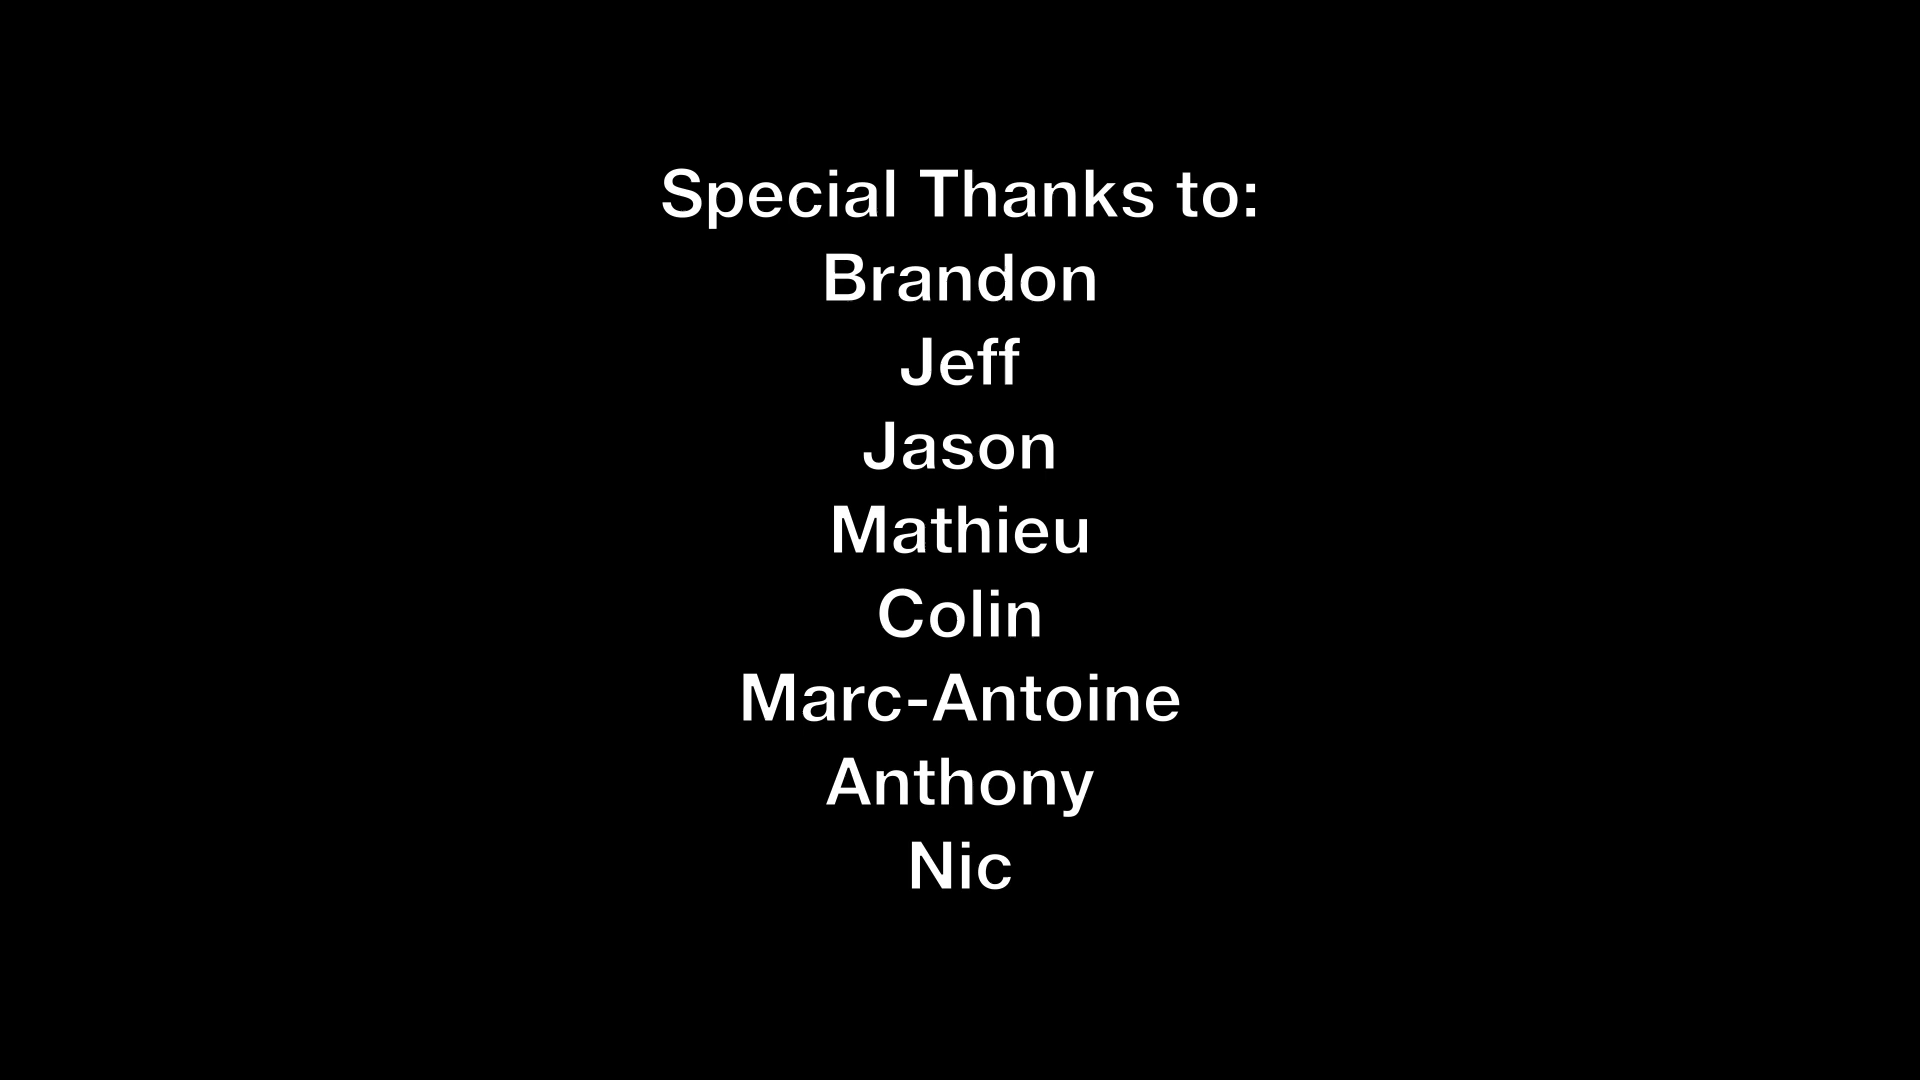 Special Thanks to:
Brandon
Jeff
Jason
Mathieu
Colin
Marc-Antoine
Anthony
Nic